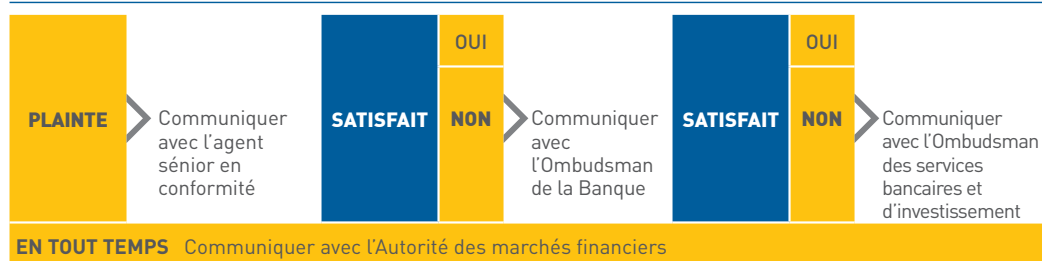 PLAINTE
Communiquer
avec l'agent
sénior en
conformité
SATISFAIT
OUI
NON
Communiquer
avec
l'Ombudsman
de la Banque
SATISFAIT
OUI
NON
Communiquer
avec l'Ombudsman
des services
bancaires et
d'investissement
EN TOUT TEMPS Communiquer avec l'Autorité des marchés financiers